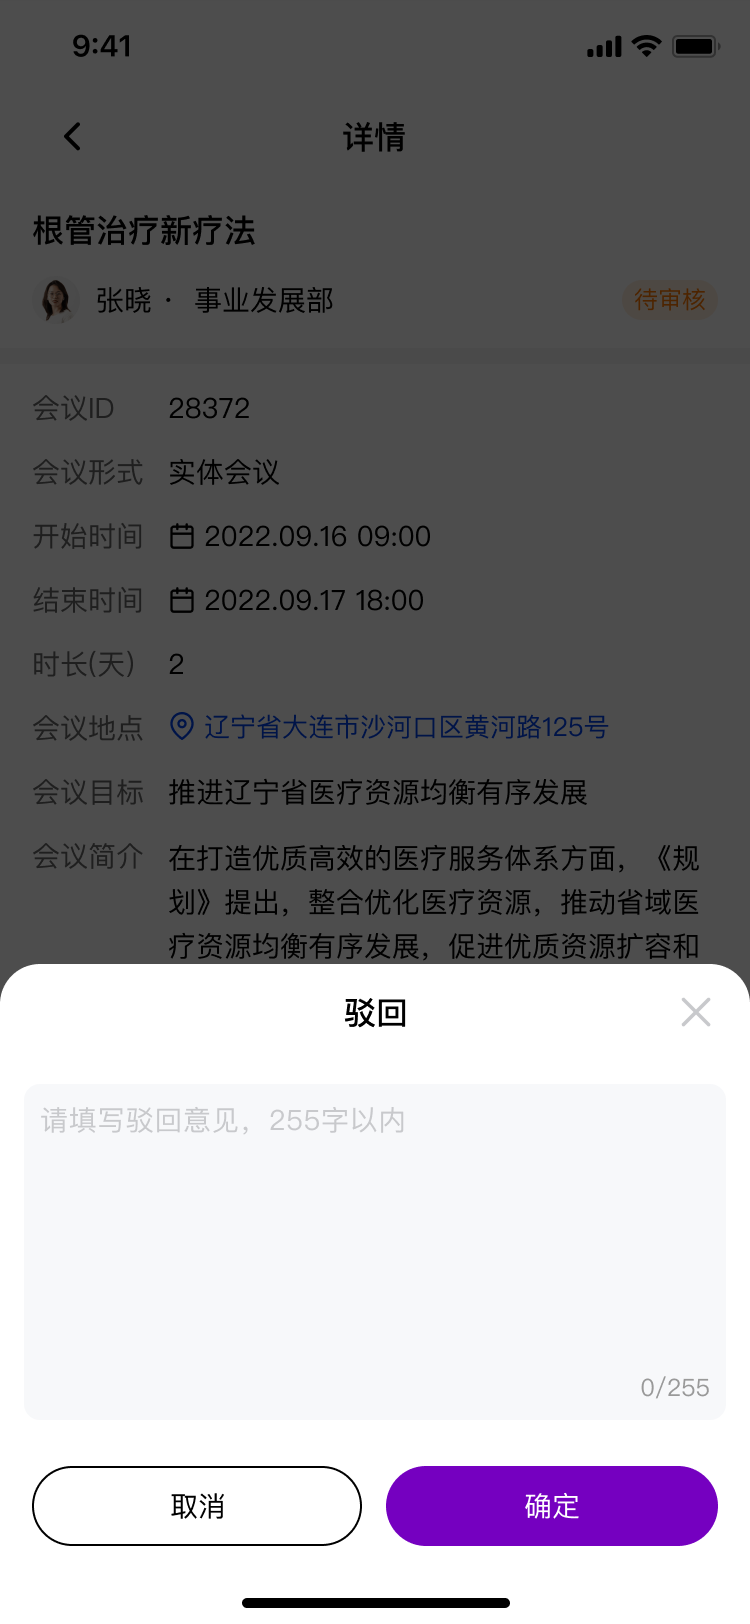 9:41
详情
根管治疗新疗法
张晓 · 事业发展部
待审核
会议ID 28372
会议形式 实体会议
开始时间 2022.09.16 09:00
结束时间 2022.09.17 18:00
时长(天) 2
会议地点 辽宁省大连市沙河口区黄河路125号
会议目标 推进辽宁省医疗资源均衡有序发展
会议简介 在打造优质高效的医疗服务体系方面，《规
划》提出，整合优化医疗资源，推动省域医
疗资源均衡有序发展，促进优质资源扩容和
驳回
请填写驳回意见，255字以内
0/255
取消
确定